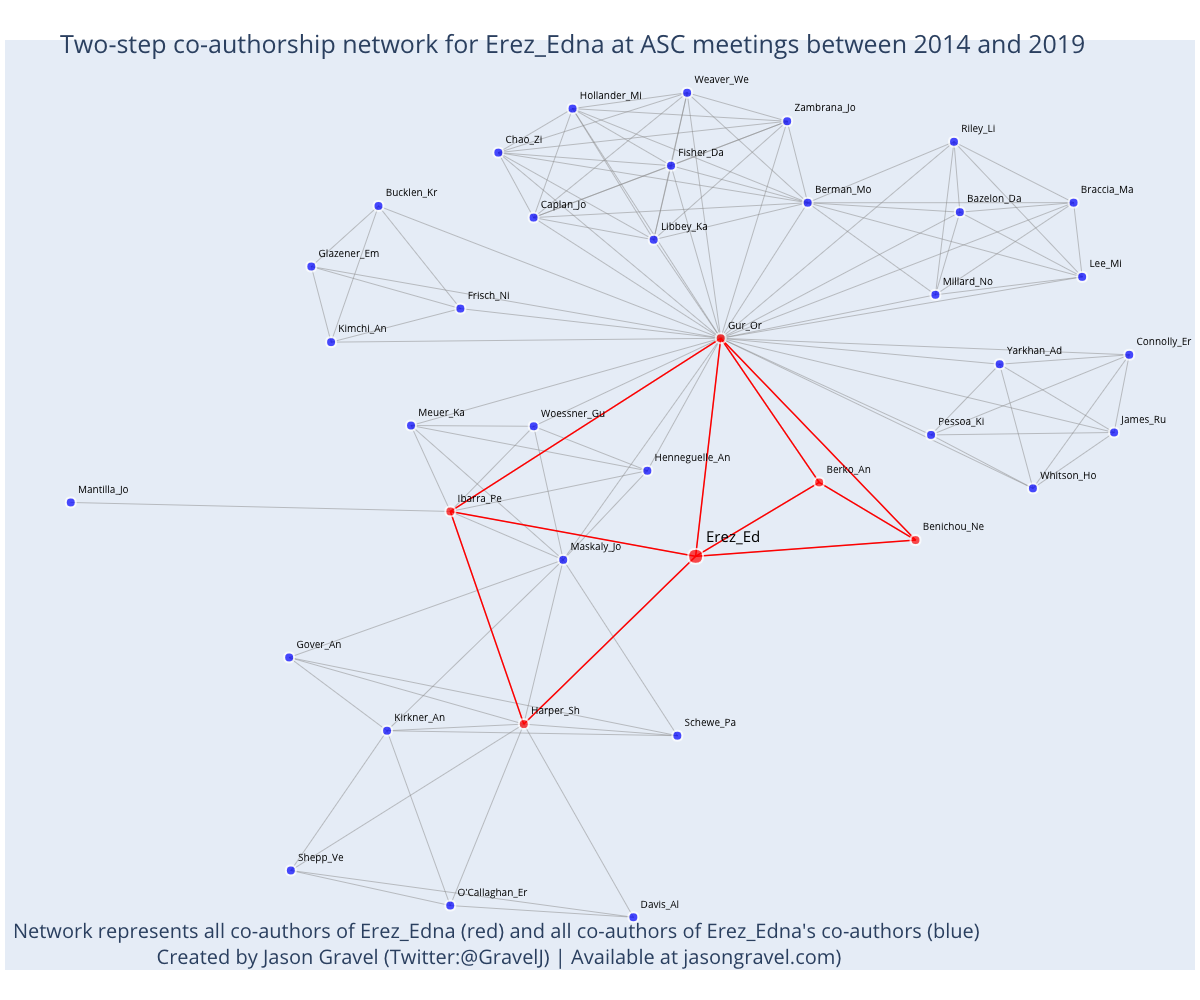 Two-step co-authorship network for Erez_Edna at ASC meetings between 2014 and 2019
Weaver_We
Hollander_Mi
Zambrana_Jo
Riley_Li
Chao_Zi
Fisher_Da
Berman_Mo
Braccia_Ma
Bucklen_Kr
Bazelon_Da
Caplan_Jo
Libbey_Ka
Glazener_Em
Lee_Mi
Millard_No
Frisch_Ni
Kimchi_An
Gur_Or
Connolly_Er
Yarkhan_Ad
Meuer_Ka
Woessner_Gu
Pessoa_Ki
James_Ru
Henneguelle_An
Berko_An
Whitson_Ho
Mantilla_Jo
Ibarra_Pe
Benichou_Ne
Erez_Ed
Maskaly_Jo
Gover_An
Harper_Sh
Kirkner_An
Schewe_Pa
Shepp_Ve
O'Callaghan_Er
Davis_Al
Network represents all co-authors of Erez_Edna (red) and all co-authors of Erez_Edna's co-authors (blue)
Created by Jason Gravel (Twitter:@GravelJ) | Available at jasongravel.com)